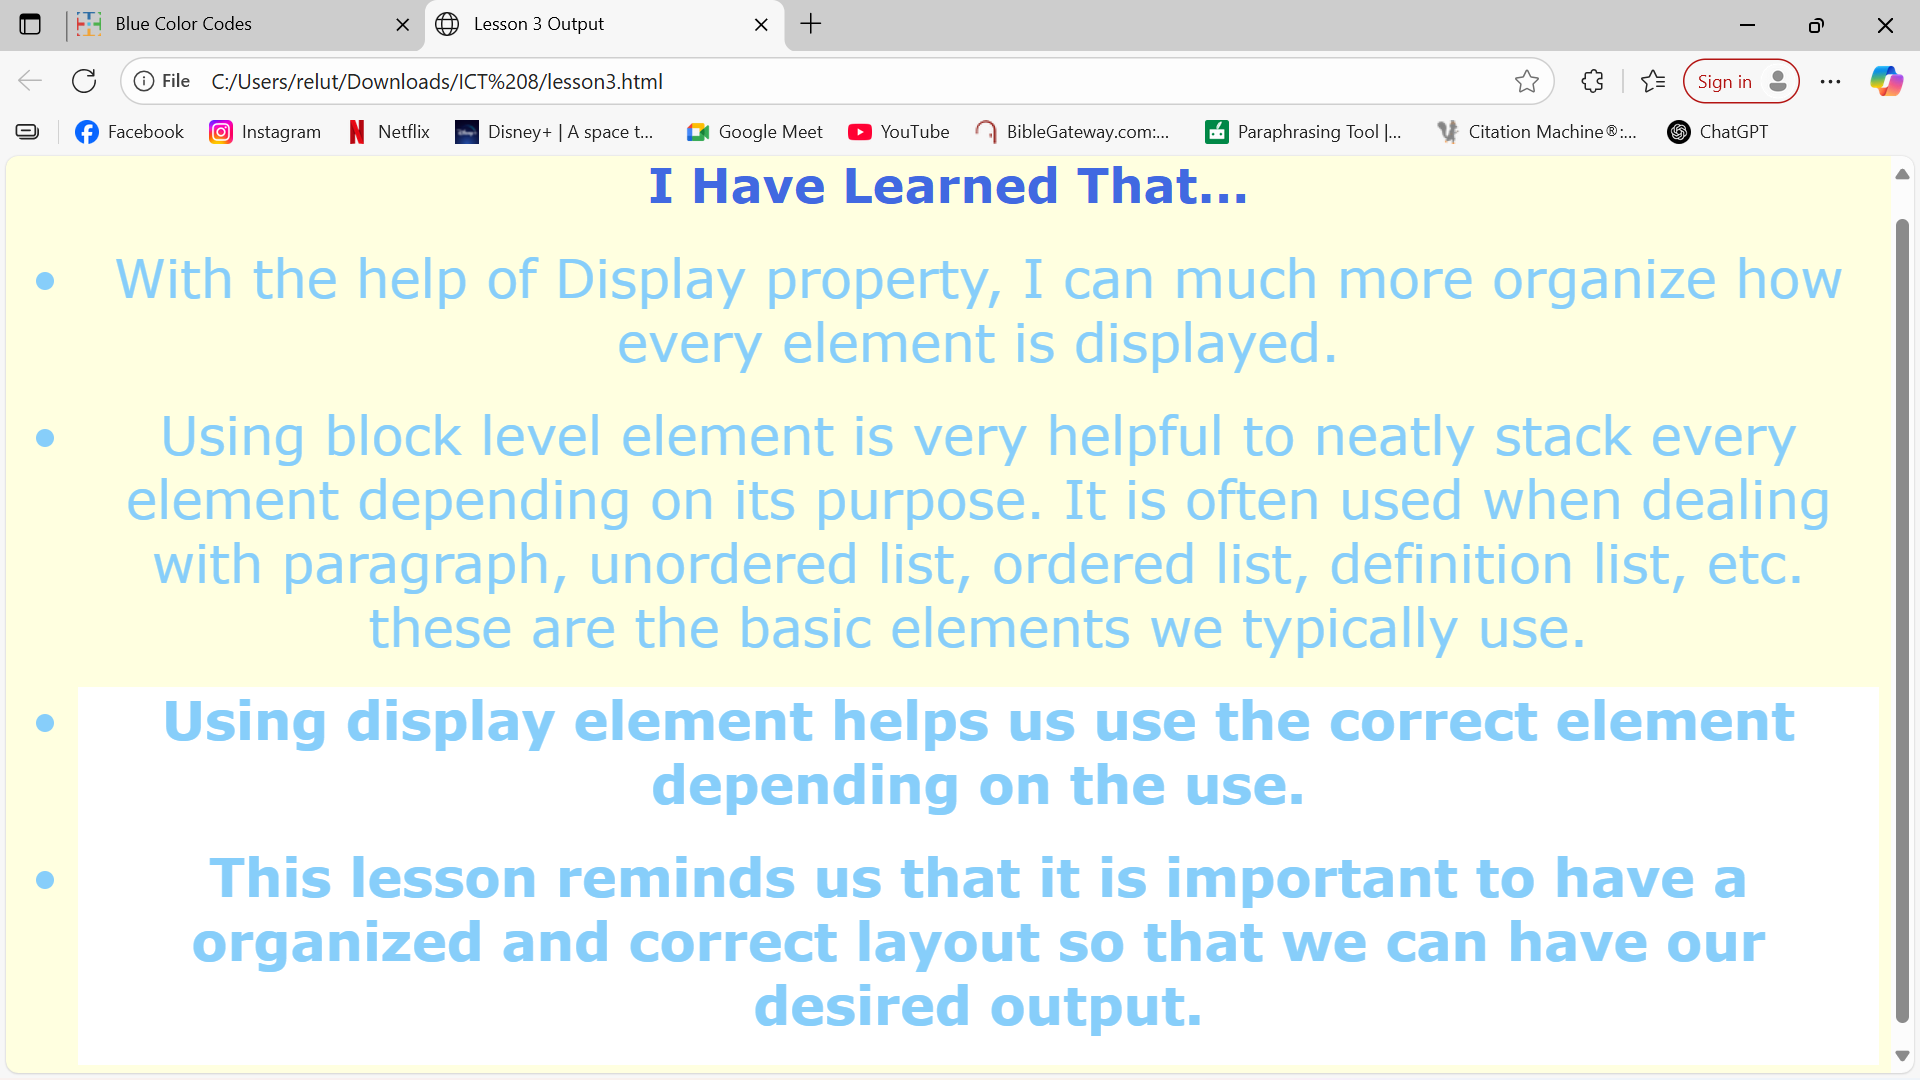 Blue Color Codes
Lesson 3 Output
File C:/Users/relut/Downloads/ICT%208/lesson3.html
Sign in
Facebook Instagram Netflix Disney+ | A space t... Google Meet YouTube BibleGateway.com:... Paraphrasing Tool |... Citation Machine®:... ChatGPT
I Have Learned That...
• With the help of Display property, I can much more organize how
every element is displayed.
• Using block level element is very helpful to neatly stack every
element depending on its purpose. It is often used when dealing
with paragraph, unordered list, ordered list, definition list, etc.
these are the basic elements we typically use.
• Using display element helps us use the correct element
depending on the use.
• This lesson reminds us that it is important to have a
organized and correct layout so that we can have our
desired output.